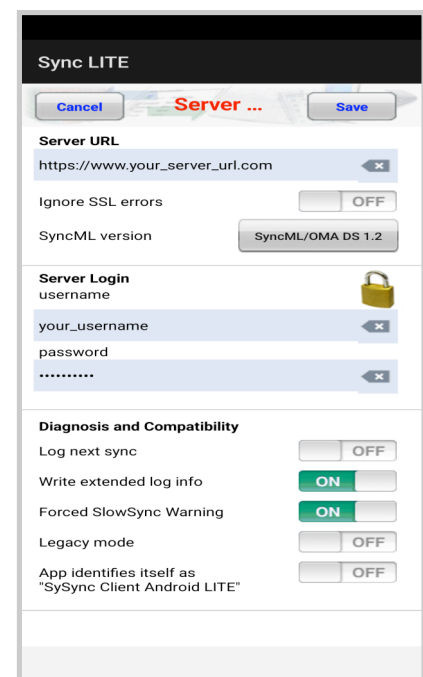 Sync LITE
Cancel
Server ...
Save
Server URL
https://www.your_server_url.com
Ignore SSL errors OFF
SyncML version SyncML/OMA DS 1.2
Server Login
username
your_username
password
••••••••••
Diagnosis and Compatibility
Log next sync OFF
Write extended log info ON
Forced SlowSync Warning ON
Legacy mode OFF
App identifies itself as OFF
"SySync Client Android LITE"